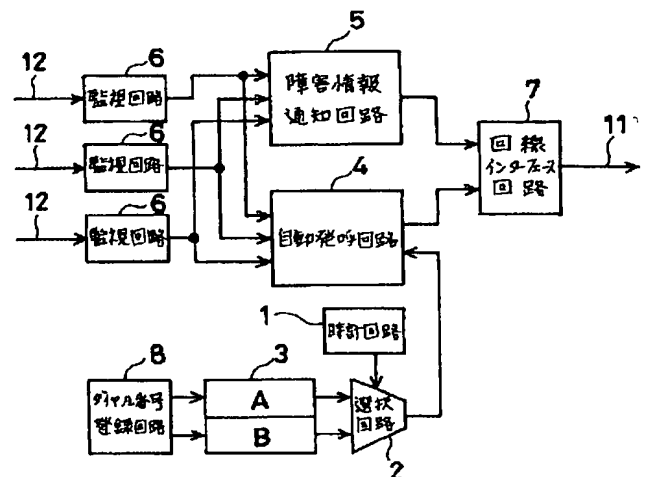 5
12
6
監視回路
障害情報
通知回路
7
12
6
監視回路
回線
インターフェース
回路
11
4
12
6
監視回路
自動発呼回路
1
時計回路
8
3
ダイヤル番号
登録回路
A
B
選択
回路
2